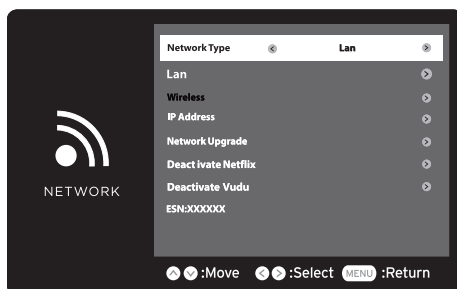 Network Type Lan
Lan
Wireless
IP Address
Network Upgrade
Deact ivate Netflix
Deactivate Vudu
ESN:XXXXXX
NETWORK
:Move :Select MENU :Return